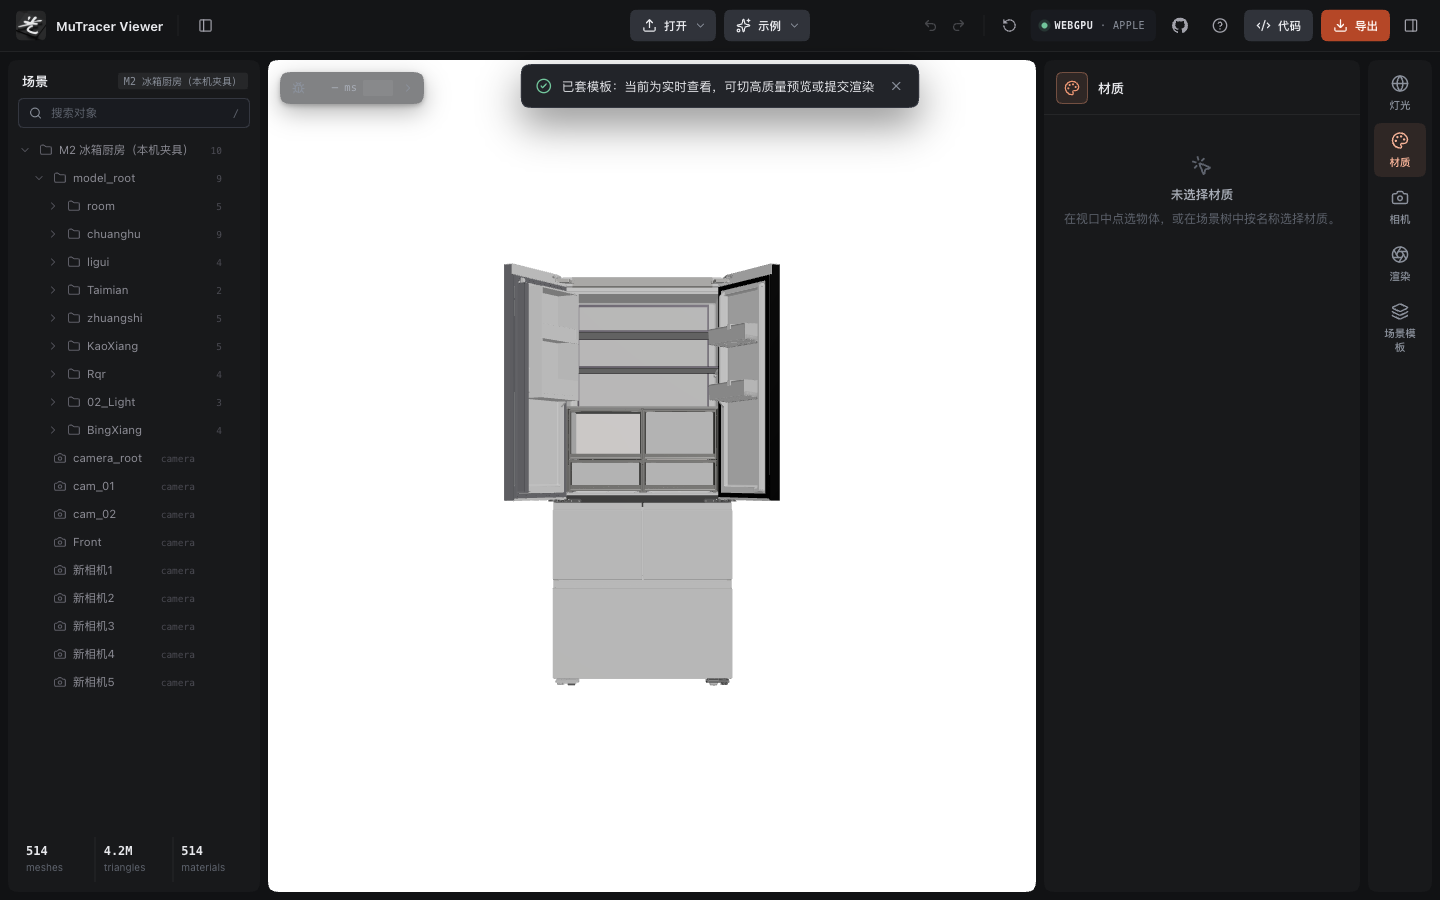 MuTracer Viewer
打开
示例
WEBGPU · APPLE
代码
导出
场景
M2 冰箱厨房（本机夹具）
搜索对象 /
M2 冰箱厨房（本机夹具） 10
model_root 9
room 5
chuanghu 9
ligui 4
Taimian 2
zhuangshi 5
KaoXiang 5
Rqr 4
02_Light 3
BingXiang 4
camera_root camera
cam_01 camera
cam_02 camera
Front camera
新相机1 camera
新相机2 camera
新相机3 camera
新相机4 camera
新相机5 camera
514 4.2M 514
meshes triangles materials
— ms
已套模板：当前为实时查看，可切高质量预览或提交渲染
材质
未选择材质
在视口中点选物体，或在场景树中按名称选择材质。
灯光
材质
相机
渲染
场景模
板